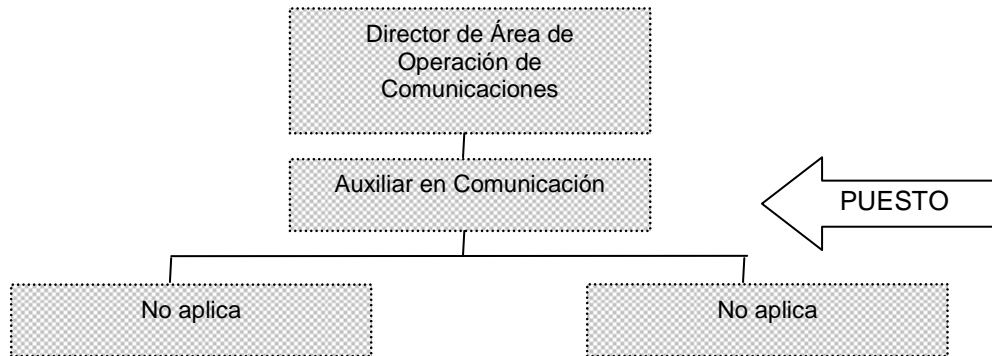 Director de Área de
Operación de
Comunicaciones
Auxiliar en Comunicación
PUESTO
No aplica
No aplica